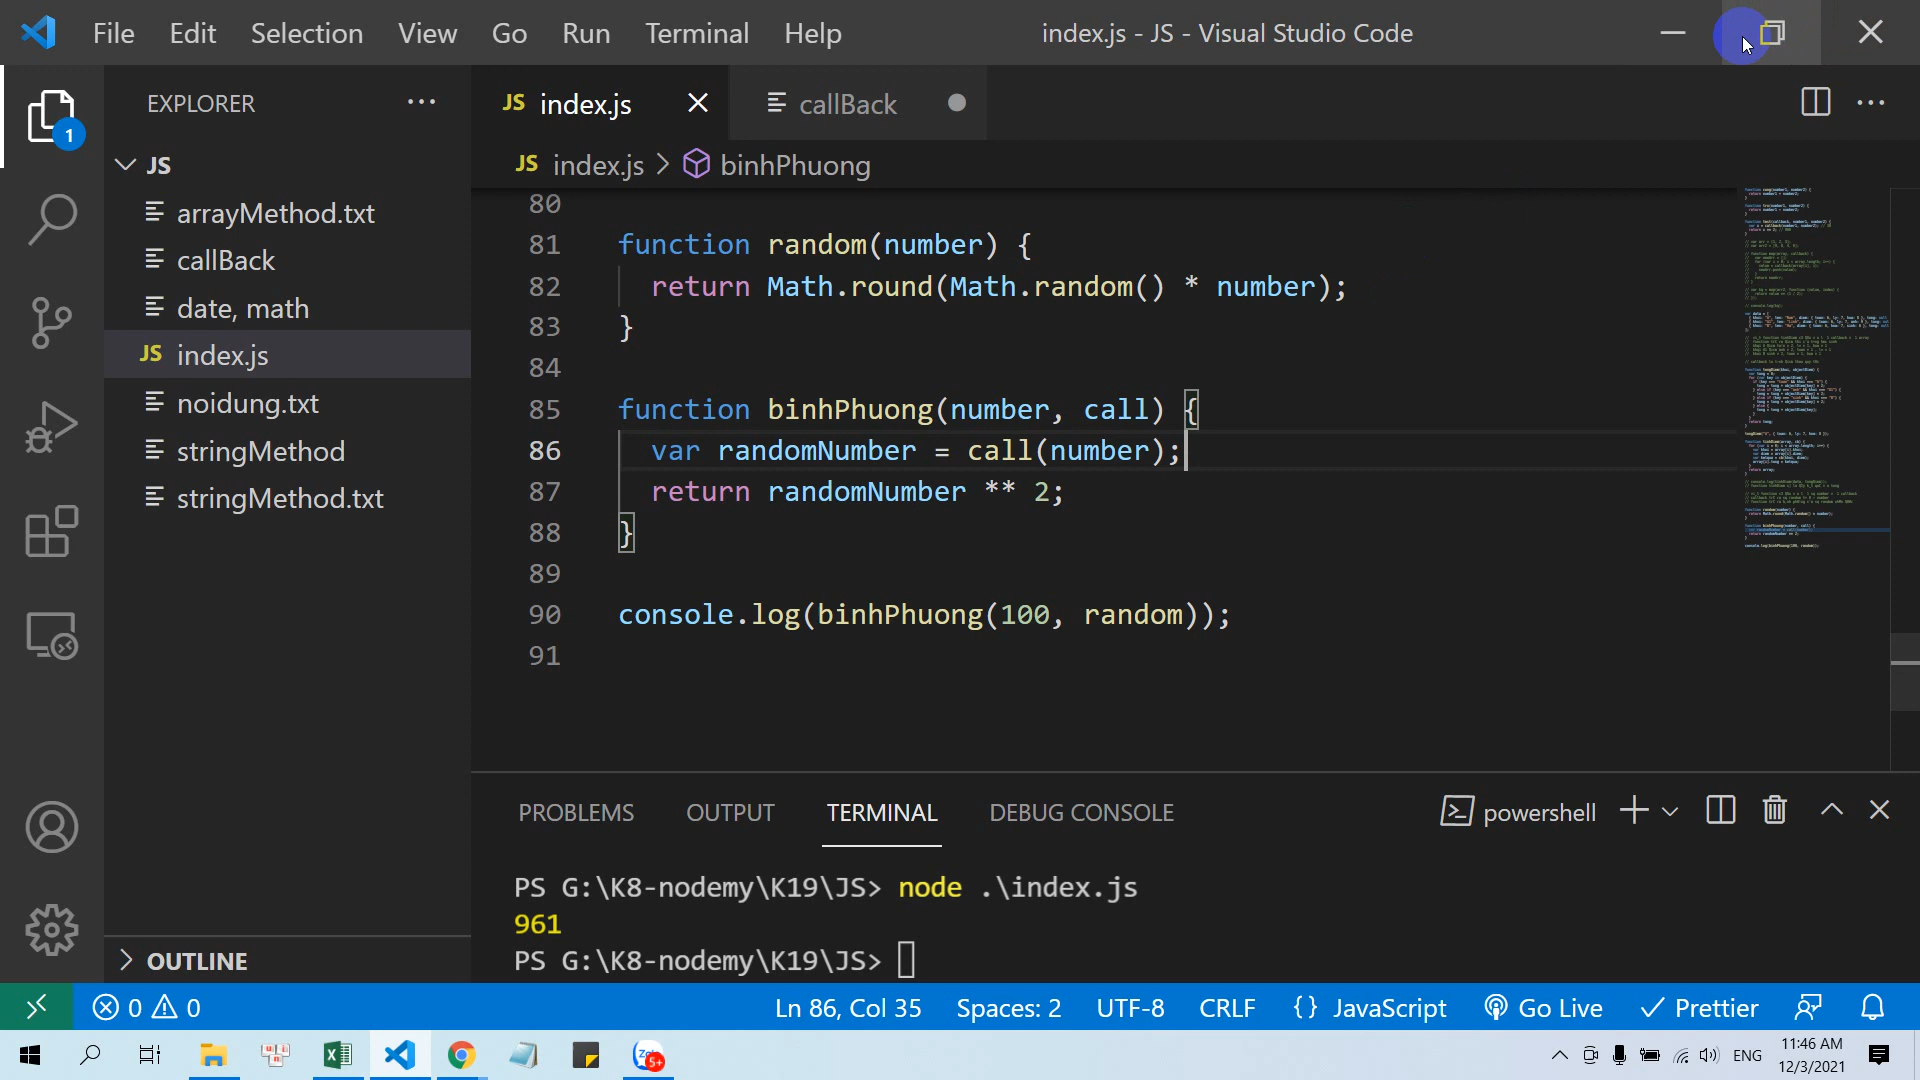 File Edit Selection View Go Run Terminal Help
index.js - JS - Visual Studio Code
EXPLORER
JS index.js
callBack
1
JS
arrayMethod.txt
callBack
date, math
JS index.js
noidung.txt
stringMethod
stringMethod.txt
OUTLINE
JS index.js > binhPhuong
80
81 function random(number) {
82 return Math.round(Math.random() * number);
83 }
84
85 function binhPhuong(number, call) {
86 var randomNumber = call(number);
87 return randomNumber ** 2;
88 }
89
90 console.log(binhPhuong(100, random));
91
PROBLEMS OUTPUT TERMINAL DEBUG CONSOLE
powershell
PS G:\K8-nodemy\K19\JS> node .\index.js
961
PS G:\K8-nodemy\K19\JS>
0 0
Ln 86, Col 35 Spaces: 2 UTF-8 CRLF {} JavaScript Go Live Prettier
5+
ENG
11:46 AM
12/3/2021